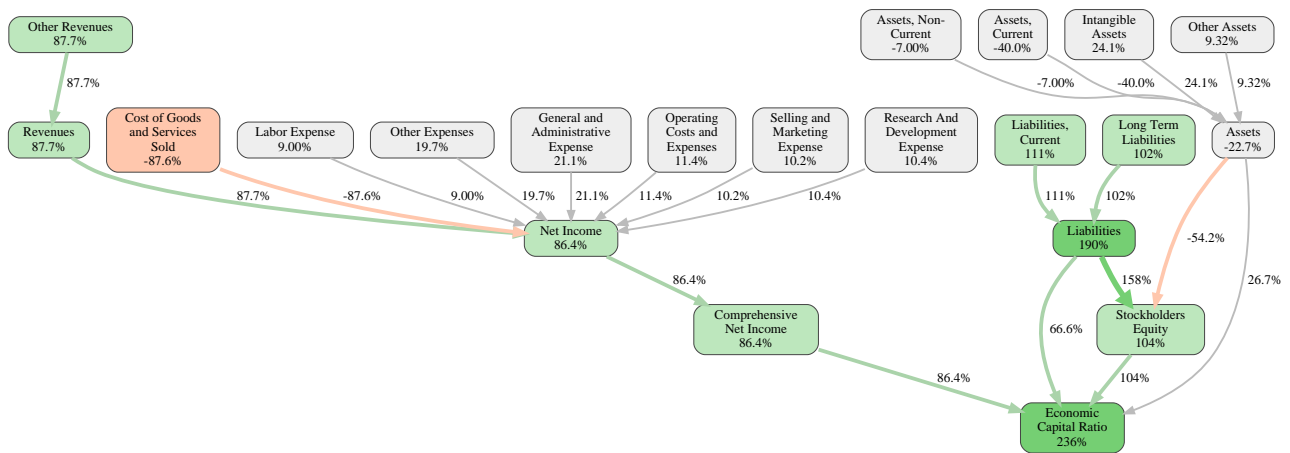 Other Revenues
87.7%
Assets, Non-
Current
-7.00%
Assets,
Current
-40.0%
Intangible
Assets
24.1%
Other Assets
9.32%
87.7%
-7.00%
-40.0%
24.1%
9.32%
Revenues
87.7%
Cost of Goods
and Services
Sold
-87.6%
Labor Expense
9.00%
Other Expenses
19.7%
General and
Administrative
Expense
21.1%
Operating
Costs and
Expenses
11.4%
Selling and
Marketing
Expense
10.2%
Research And
Development
Expense
10.4%
Liabilities,
Current
111%
Long Term
Liabilities
102%
Assets
-22.7%
87.7%
-87.6%
9.00%
19.7%
21.1%
11.4%
10.2%
10.4%
111%
102%
Net Income
86.4%
Liabilities
190%
-54.2%
86.4%
158%
26.7%
Comprehensive
Net Income
86.4%
66.6%
Stockholders
Equity
104%
86.4%
104%
Economic
Capital Ratio
236%